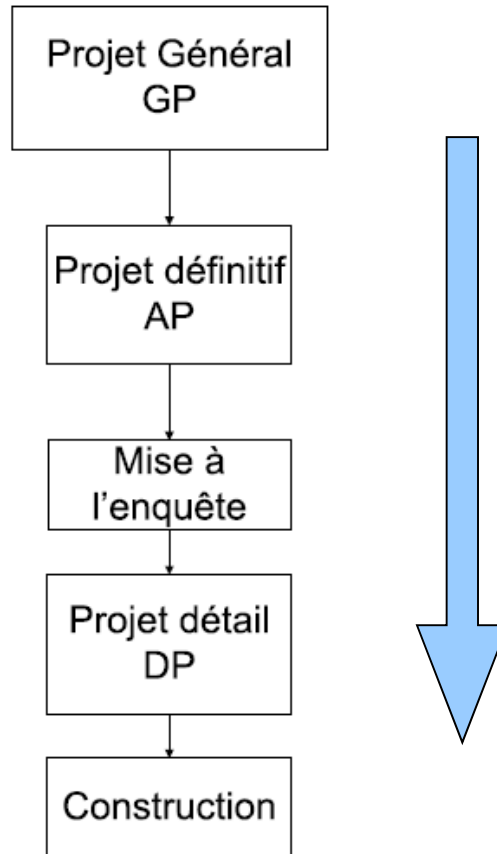 Projet Général
GP
Projet définitif
AP
Mise à
l'enquête
Projet détail
DP
Construction